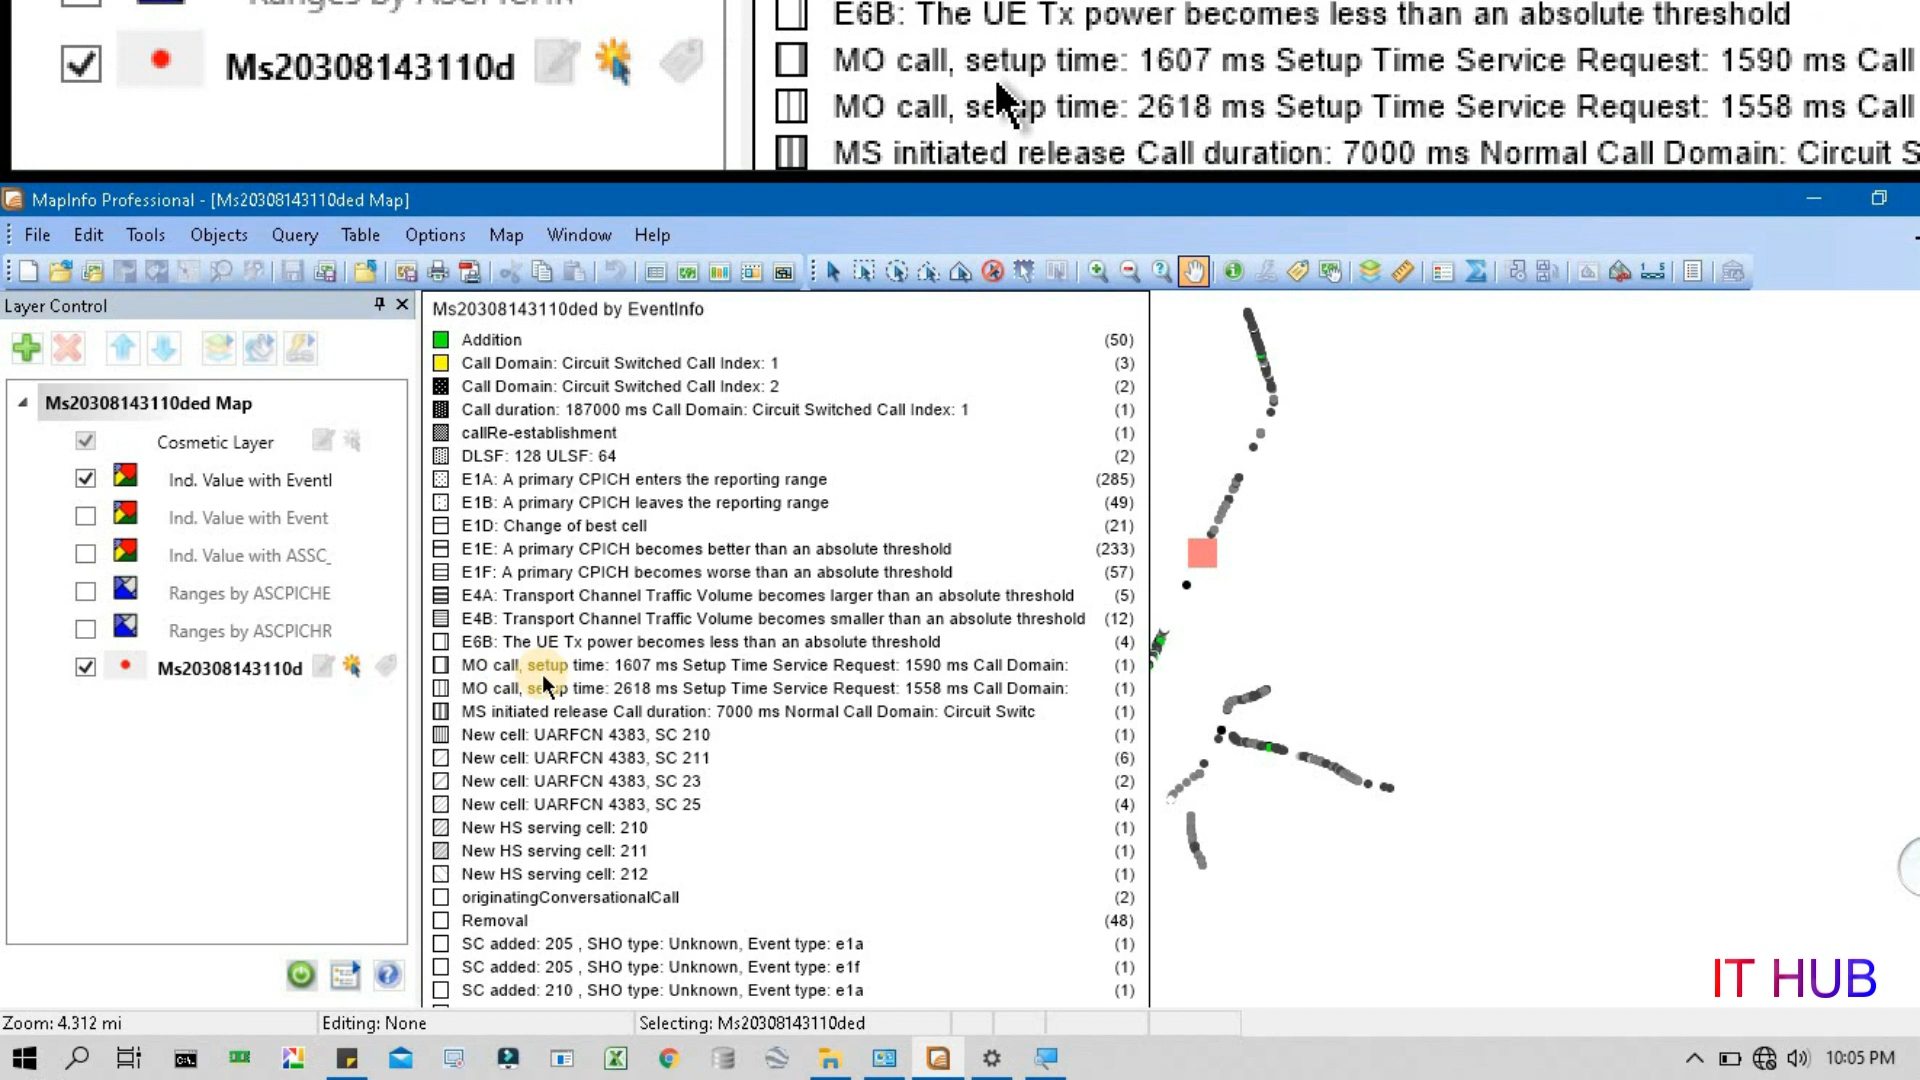 E6B: The UE Tx power becomes less than an absolute threshold
Ms20308143110d
MO call, setup time: 1607 ms Setup Time Service Request: 1590 ms Call
MO call, setup time: 2618 ms Setup Time Service Request: 1558 ms Call
MS initiated release Call duration: 7000 ms Normal Call Domain: Circuit S
MapInfo Professional - [Ms20308143110ded Map]
File Edit Tools Objects Query Table Options Map Window Help
Layer Control
Ms20308143110ded Map
Cosmetic Layer
Ind. Value with EventI
Ind. Value with Event
Ind. Value with ASSC_
Ranges by ASCPICHE
Ranges by ASCPICHR
Ms20308143110d
Ms20308143110ded by EventInfo
Addition (50)
Call Domain: Circuit Switched Call Index: 1 (3)
Call Domain: Circuit Switched Call Index: 2 (2)
Call duration: 187000 ms Call Domain: Circuit Switched Call Index: 1 (1)
callRe-establishment (1)
DLSF: 128 ULSF: 64 (2)
E1A: A primary CPICH enters the reporting range (285)
E1B: A primary CPICH leaves the reporting range (49)
E1D: Change of best cell (21)
E1E: A primary CPICH becomes better than an absolute threshold (233)
E1F: A primary CPICH becomes worse than an absolute threshold (57)
E4A: Transport Channel Traffic Volume becomes larger than an absolute threshold (5)
E4B: Transport Channel Traffic Volume becomes smaller than an absolute threshold (12)
E6B: The UE Tx power becomes less than an absolute threshold (4)
MO call, setup time: 1607 ms Setup Time Service Request: 1590 ms Call Domain: (1)
MO call, setup time: 2618 ms Setup Time Service Request: 1558 ms Call Domain: (1)
MS initiated release Call duration: 7000 ms Normal Call Domain: Circuit Switc (1)
New cell: UARFCN 4383, SC 210 (1)
New cell: UARFCN 4383, SC 211 (6)
New cell: UARFCN 4383, SC 23 (2)
New cell: UARFCN 4383, SC 25 (4)
New HS serving cell: 210 (1)
New HS serving cell: 211 (1)
New HS serving cell: 212 (1)
originatingConversationalCall (2)
Removal (48)
SC added: 205 , SHO type: Unknown, Event type: e1a (1)
SC added: 205 , SHO type: Unknown, Event type: e1f (1)
SC added: 210 , SHO type: Unknown, Event type: e1a (1)
IT HUB
Zoom: 4.312 mi
Editing: None
Selecting: Ms20308143110ded
10:05 PM